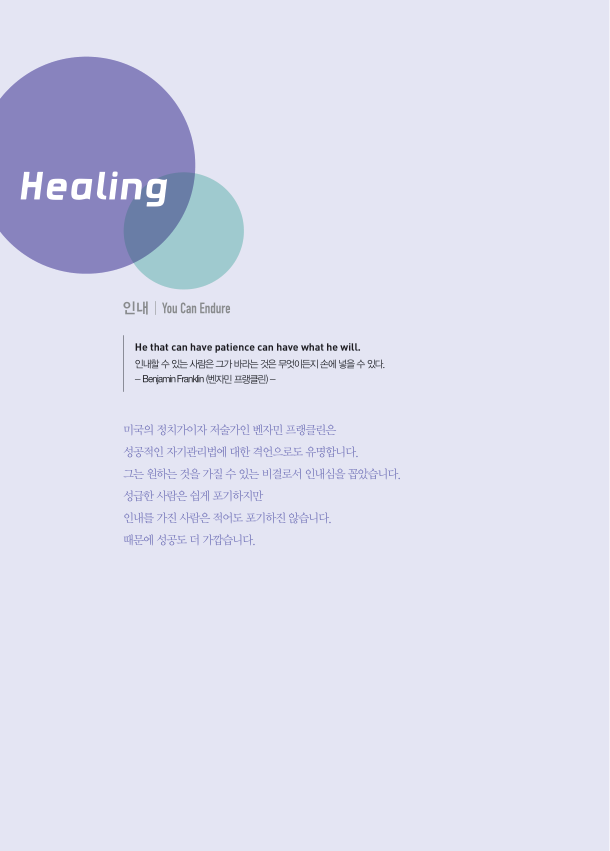 Healing
인내 | You Can Endure
He that can have patience can have what he will.
인내할 수 있는 사람은 그가 바라는 것은 무엇이든지 손에 넣을 수 있다.
– Benjamin Franklin (벤자민 프랭클린) –
미국의 정치가이자 저술가인 벤자민 프랭클린은
성공적인 자기관리법에 대한 격언으로도 유명합니다.
그는 원하는 것을 가질 수 있는 비결로서 인내심을 꼽았습니다.
성급한 사람은 쉽게 포기하지만
인내를 가진 사람은 적어도 포기하진 않습니다.
때문에 성공도 더 가깝습니다.